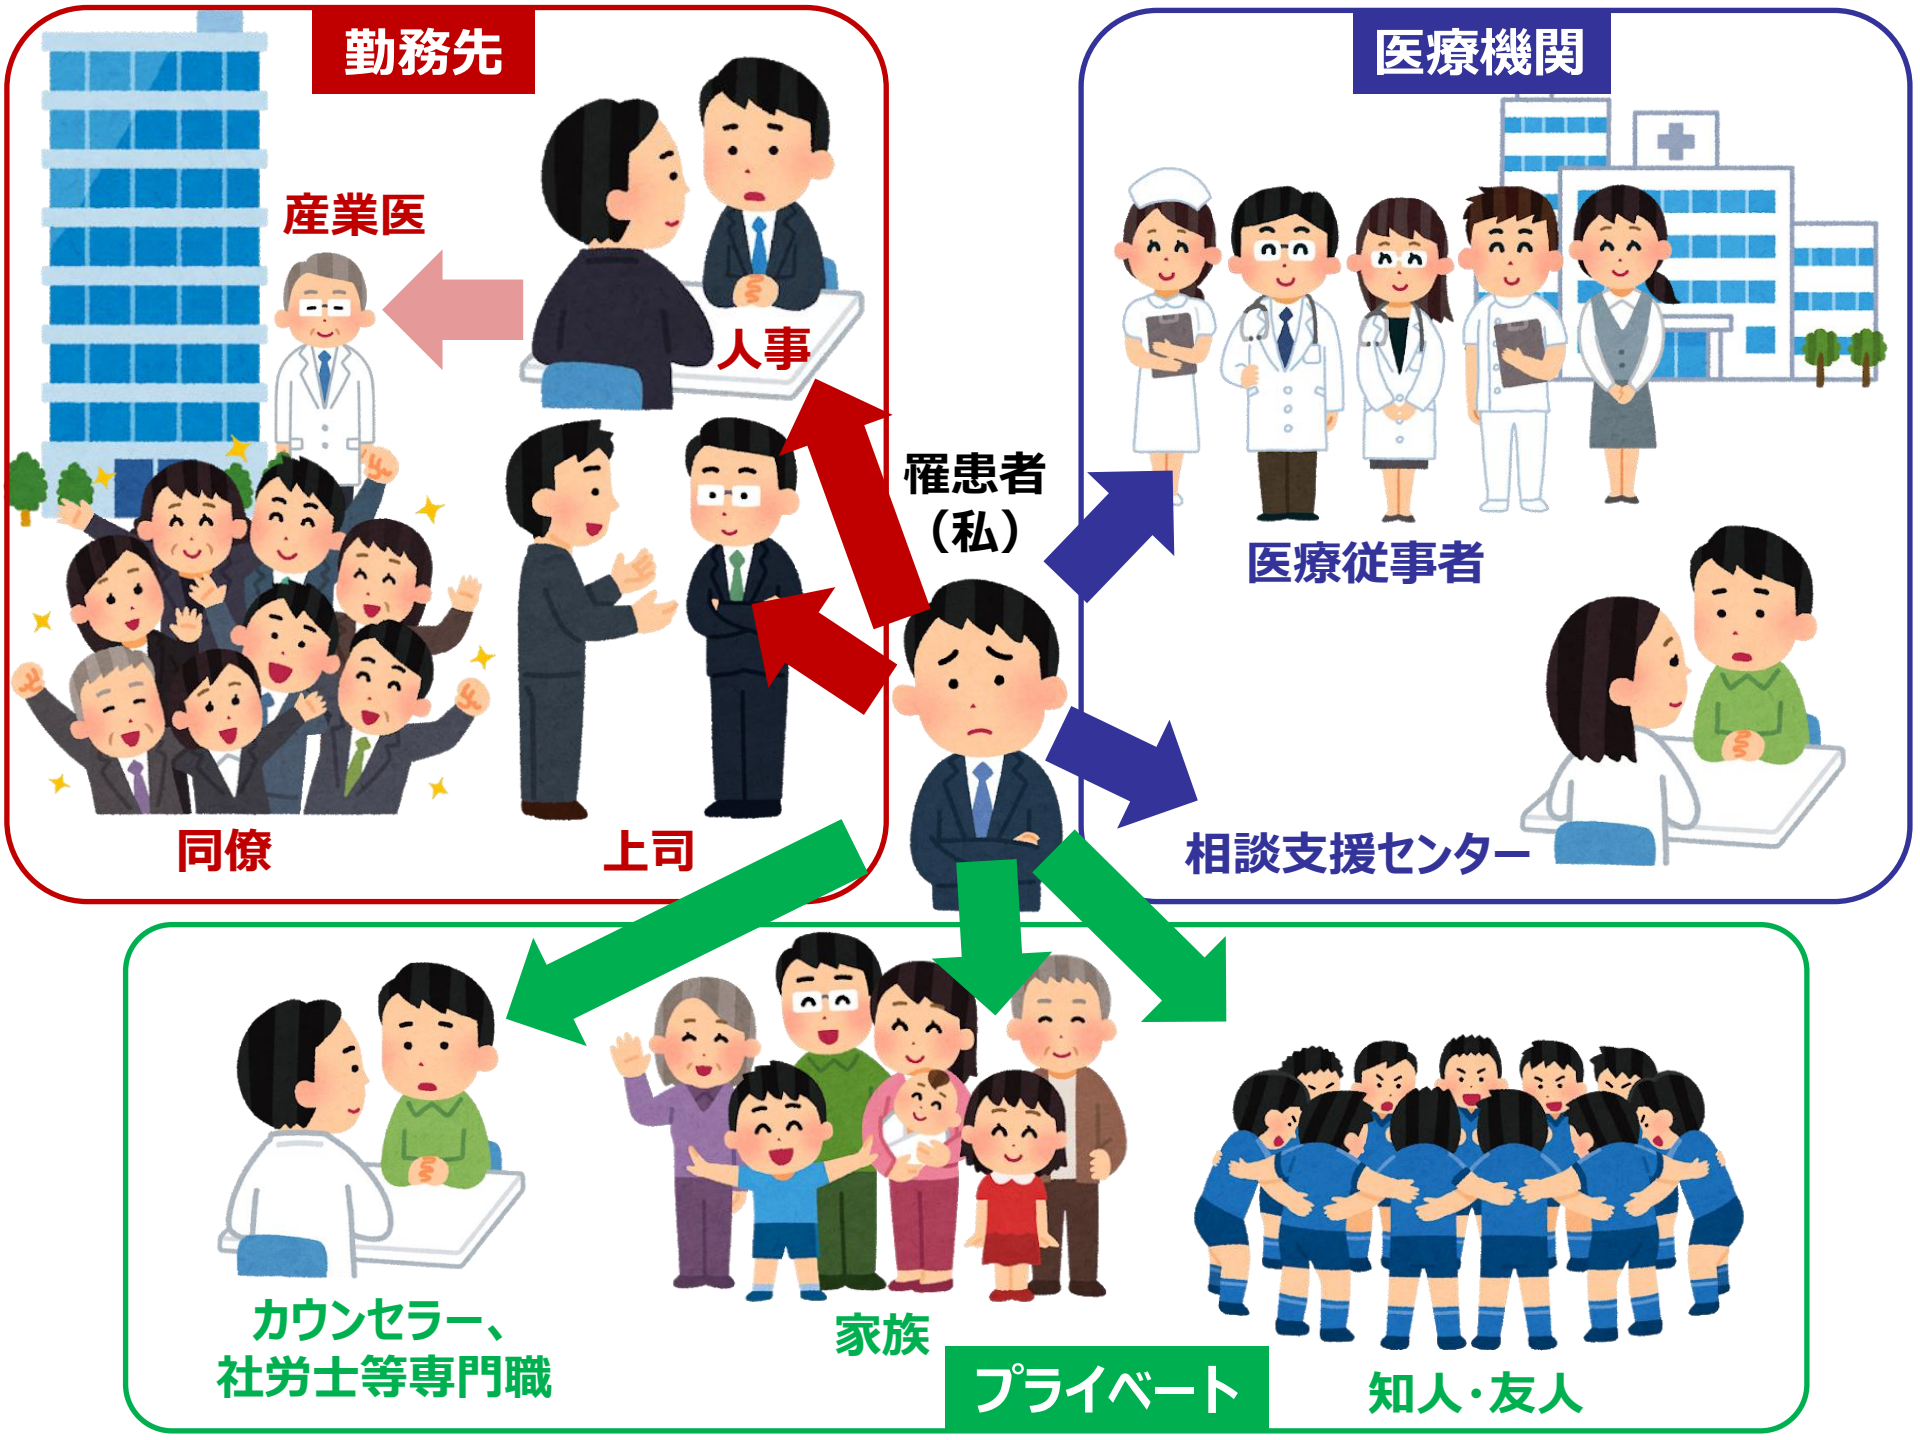 勤務先
産業医
人事
同僚
上司
罹患者
（私）
医療機関
医療従事者
相談支援センター
カウンセラー、
社労士等専門職
家族
プライベート
知人・友人